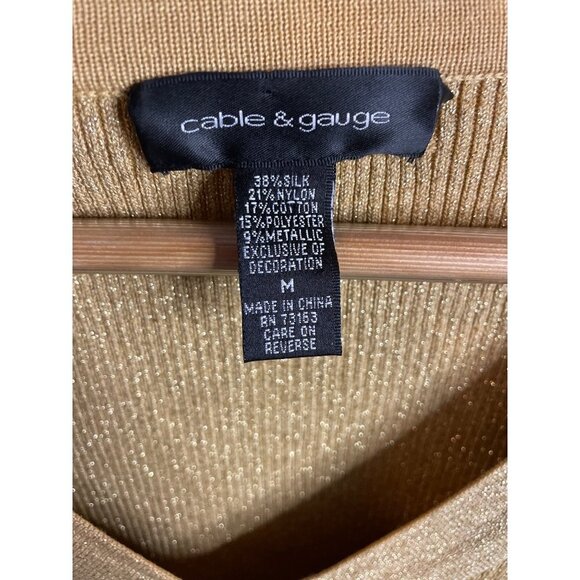 cable & gauge
38% SILK
21% NYLON
17% COTTON
15% POLYESTER
9% METALLIC
EXCLUSIVE OF
DECORATION
M
MADE IN CHINA
RN 73163
CARE ON
REVERSE